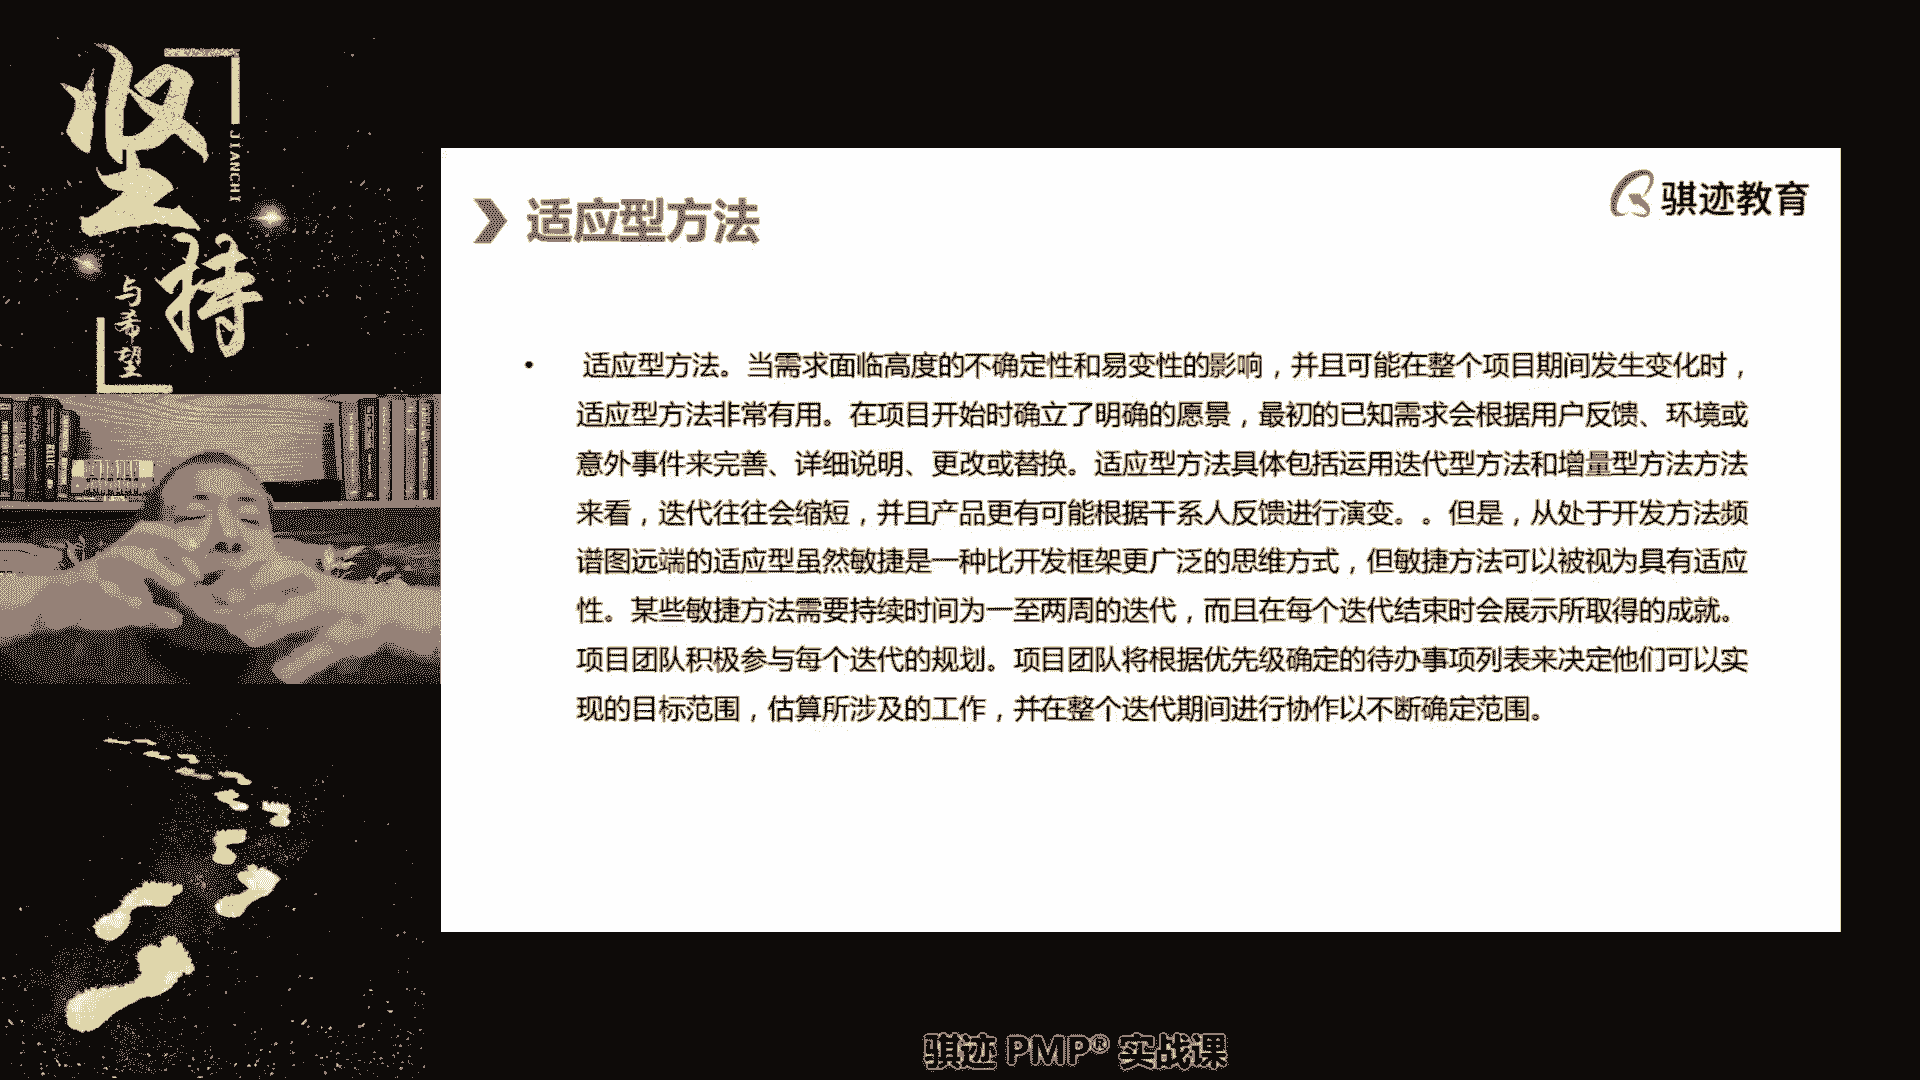 坚持
JIANCHI
与希望
骐迹教育
适应型方法
• 适应型方法。当需求面临高度的不确定性和易变性的影响，并且可能在整个项目期间发生变化时，
适应型方法非常有用。在项目开始时确立了明确的愿景，最初的已知需求会根据用户反馈、环境或
意外事件来完善、详细说明、更改或替换。适应型方法具体包括运用迭代型方法和增量型方法方法
来看，迭代往往会缩短，并且产品更有可能根据干系人反馈进行演变。。但是，从处于开发方法频
谱图远端的适应型虽然敏捷是一种比开发框架更广泛的思维方式，但敏捷方法可以被视为具有适应
性。某些敏捷方法需要持续时间为一至两周的迭代，而且在每个迭代结束时会展示所取得的成就。
项目团队积极参与每个迭代的规划。项目团队将根据优先级确定的待办事项列表来决定他们可以实
现的目标范围，估算所涉及的工作，并在整个迭代期间进行协作以不断确定范围。
骐迹 PMP® 实战课